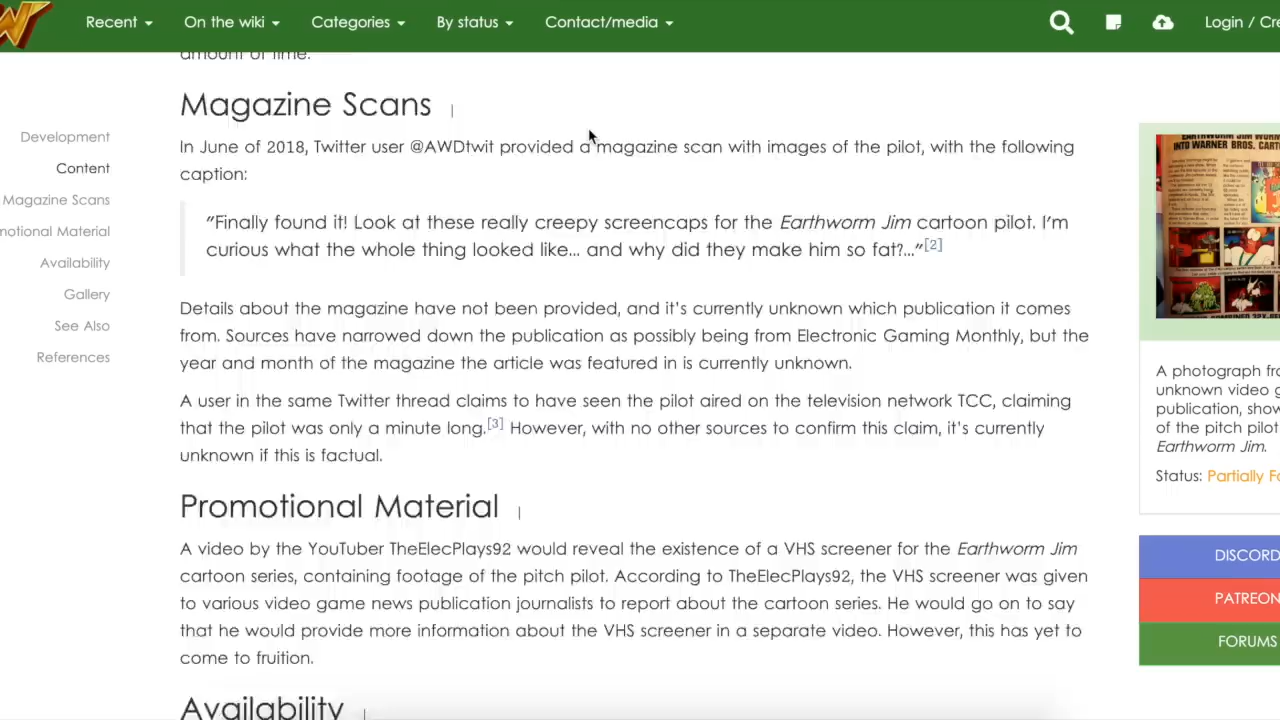 Recent
On the wiki
Categories
By status
Contact/media
Login / Cre
amount of time.
Development
Content
Magazine Scans
motional Material
Availability
Gallery
See Also
References
Magazine Scans
In June of 2018, Twitter user @AWDtwit provided a magazine scan with images of the pilot, with the following
caption:
"Finally found it! Look at these really creepy screencaps for the Earthworm Jim cartoon pilot. I'm
curious what the whole thing looked like... and why did they make him so fat?..."[2]
Details about the magazine have not been provided, and it's currently unknown which publication it comes
from. Sources have narrowed down the publication as possibly being from Electronic Gaming Monthly, but the
year and month of the magazine the article was featured in is currently unknown.
A user in the same Twitter thread claims to have seen the pilot aired on the television network TCC, claiming
that the pilot was only a minute long.[3] However, with no other sources to confirm this claim, it's currently
unknown if this is factual.
Promotional Material
A video by the YouTuber TheElecPlays92 would reveal the existence of a VHS screener for the Earthworm Jim
cartoon series, containing footage of the pitch pilot. According to TheElecPlays92, the VHS screener was given
to various video game news publication journalists to report about the cartoon series. He would go on to say
that he would provide more information about the VHS screener in a separate video. However, this has yet to
come to fruition.
Availability
INTO WARNER BROS. CART
A photograph fro
unknown video g
publication, show
of the pitch pilot
Earthworm Jim.
Status: Partially Fo
DISCORD
PATREON
FORUMS